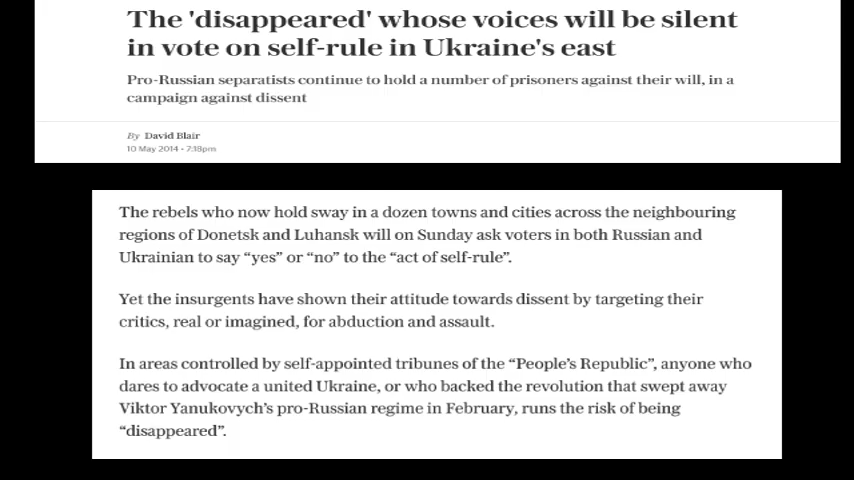 The 'disappeared' whose voices will be silent
in vote on self-rule in Ukraine's east
Pro-Russian separatists continue to hold a number of prisoners against their will, in a
campaign against dissent
By David Blair
10 May 2014 • 7:18pm
The rebels who now hold sway in a dozen towns and cities across the neighbouring
regions of Donetsk and Luhansk will on Sunday ask voters in both Russian and
Ukrainian to say “yes” or “no” to the “act of self-rule”.
Yet the insurgents have shown their attitude towards dissent by targeting their
critics, real or imagined, for abduction and assault.
In areas controlled by self-appointed tribunes of the “People’s Republic”, anyone who
dares to advocate a united Ukraine, or who backed the revolution that swept away
Viktor Yanukovych’s pro-Russian regime in February, runs the risk of being
“disappeared”.